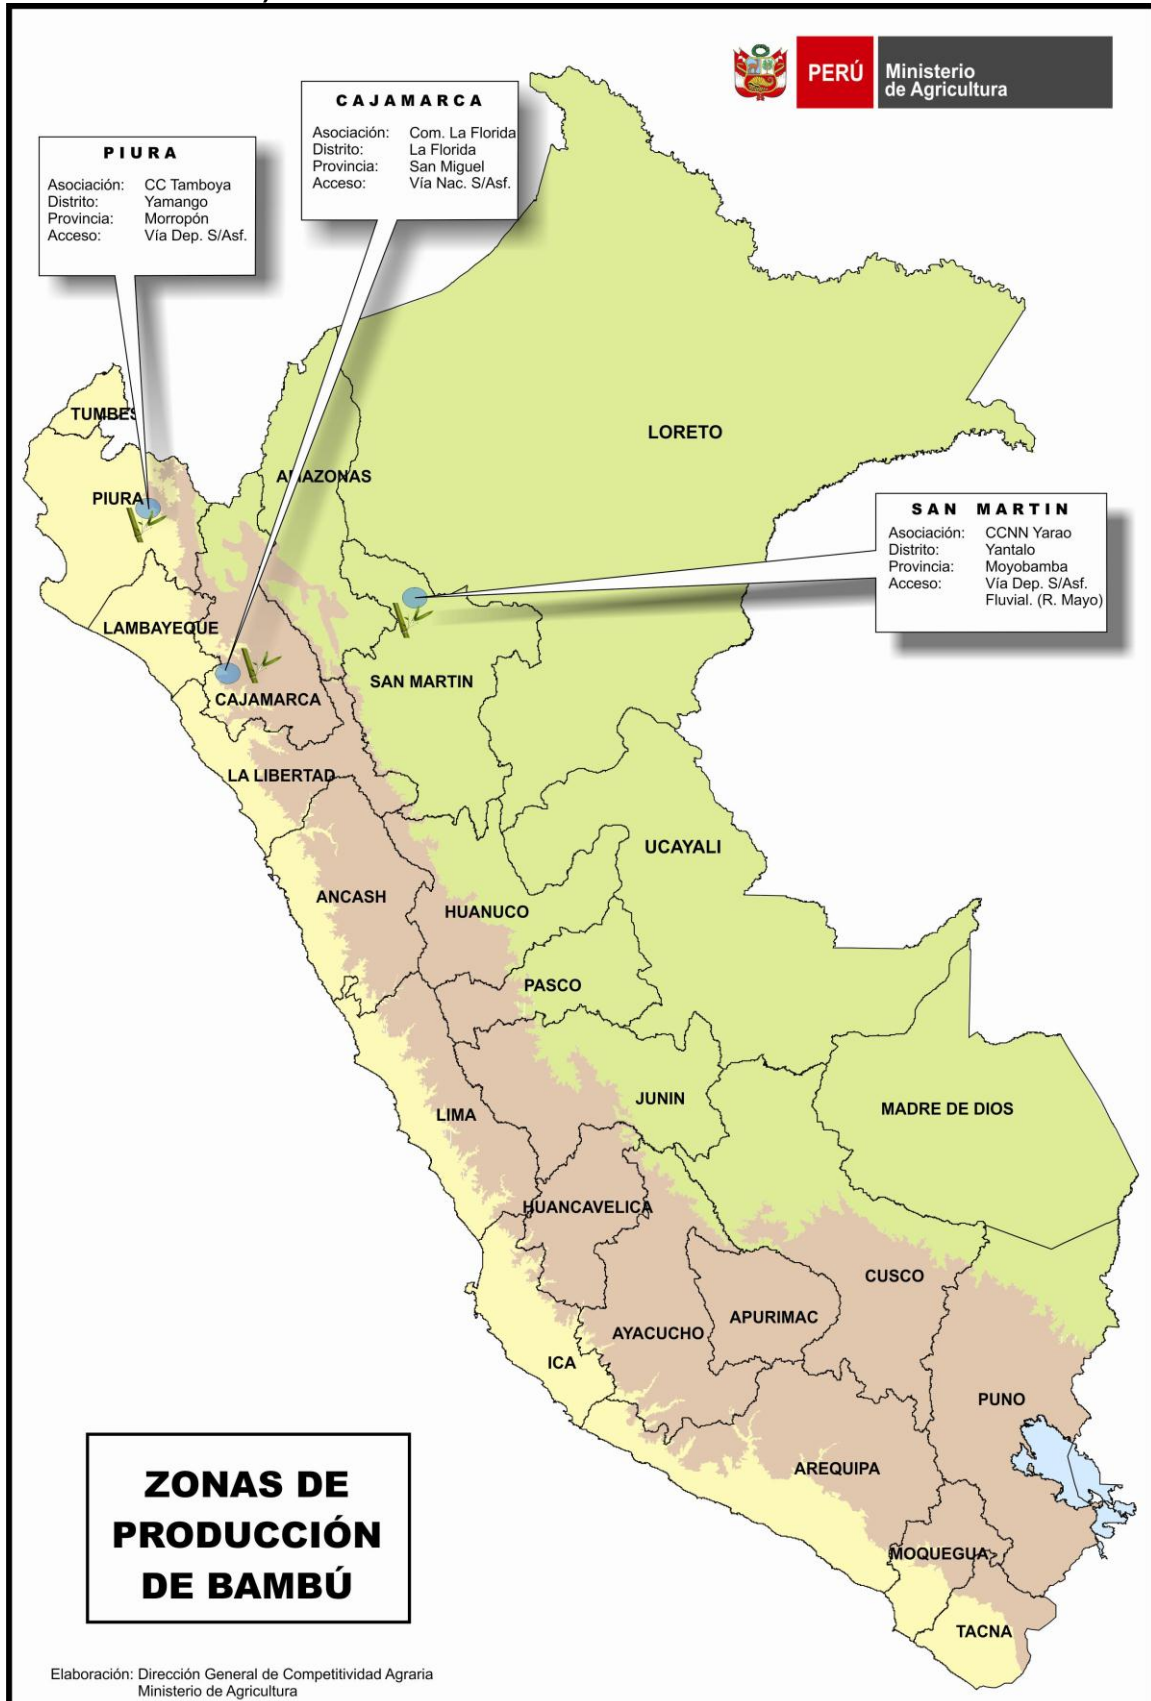 PERÚ
Ministerio
de Agricultura
CAJAMARCA
Asociación: Com. La Florida
Distrito: La Florida
Provincia: San Miguel
Acceso: Vía Nac. S/Asf.
PIURA
Asociación: CC Tamboya
Distrito: Yamango
Provincia: Morropón
Acceso: Vía Dep. S/Asf.
TUMBES
LORETO
AMAZONAS
PIURA
SAN MARTIN
Asociación: CCNN Yarao
Distrito: Yantalo
Provincia: Moyobamba
Acceso: Vía Dep. S/Asf.
Fluvial. (R. Mayo)
LAMBAYEQUE
SAN MARTIN
CAJAMARCA
LA LIBERTAD
UCAYALI
ANCASH
HUANUCO
PASCO
JUNIN
MADRE DE DIOS
LIMA
HUANCAVELICA
CUSCO
APURIMAC
AYACUCHO
ICA
PUNO
AREQUIPA
MOQUEGUA
TACNA
ZONAS DE
PRODUCCIÓN
DE BAMBÚ
Elaboración: Dirección General de Competitividad Agraria
Ministerio de Agricultura